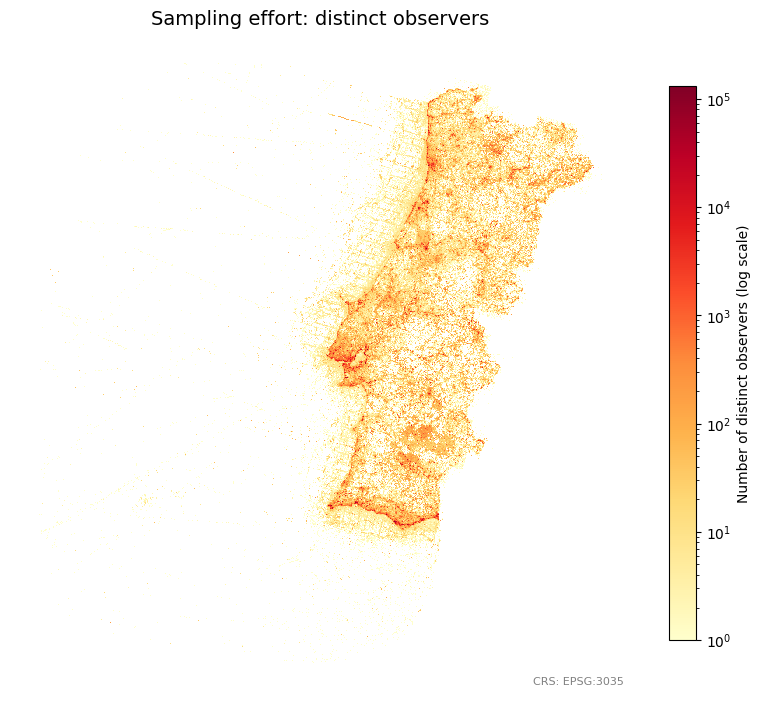 Sampling effort: distinct observers
10^5
10^4
10^3
10^2
10^1
10^0
Number of distinct observers (log scale)
CRS: EPSG:3035